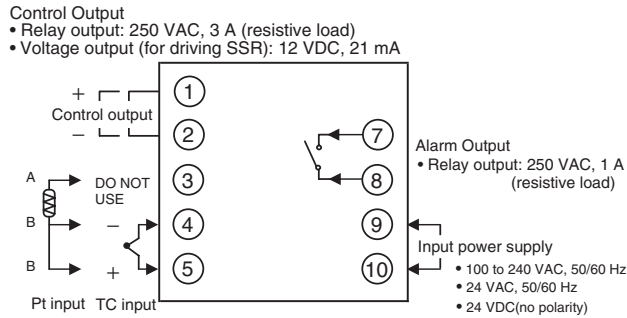 Control Output
• Relay output: 250 VAC, 3 A (resistive load)
• Voltage output (for driving SSR): 12 VDC, 21 mA
+
Control output
−
1
2
3
4
5
7
8
9
10
A
B
B
DO NOT
USE
−
+
Pt input TC input
Alarm Output
• Relay output: 250 VAC, 1 A
(resistive load)
Input power supply
• 100 to 240 VAC, 50/60 Hz
• 24 VAC, 50/60 Hz
• 24 VDC(no polarity)